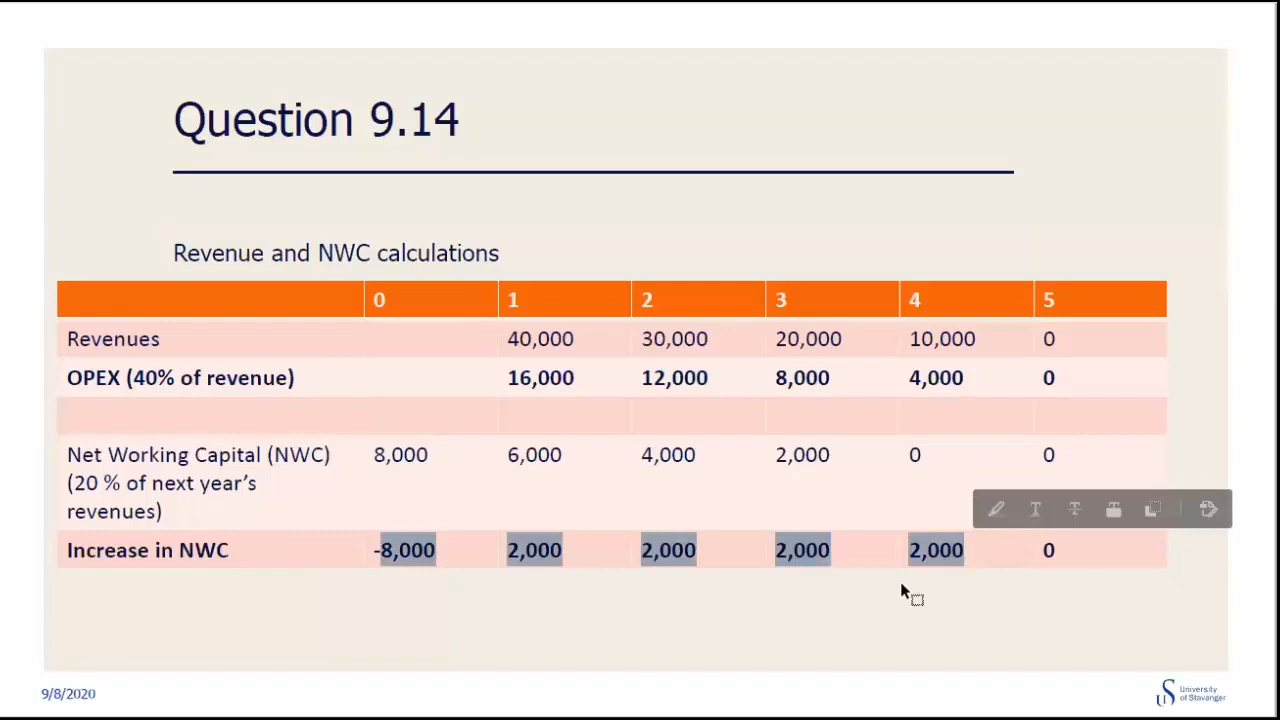 Question 9.14
Revenue and NWC calculations
0 1 2 3 4 5
Revenues 40,000 30,000 20,000 10,000 0
OPEX (40% of revenue) 16,000 12,000 8,000 4,000 0
Net Working Capital (NWC) 8,000 6,000 4,000 2,000 0 0
(20 % of next year's
revenues)
Increase in NWC -8,000 2,000 2,000 2,000 2,000 0
9/8/2020
University
of Stavanger